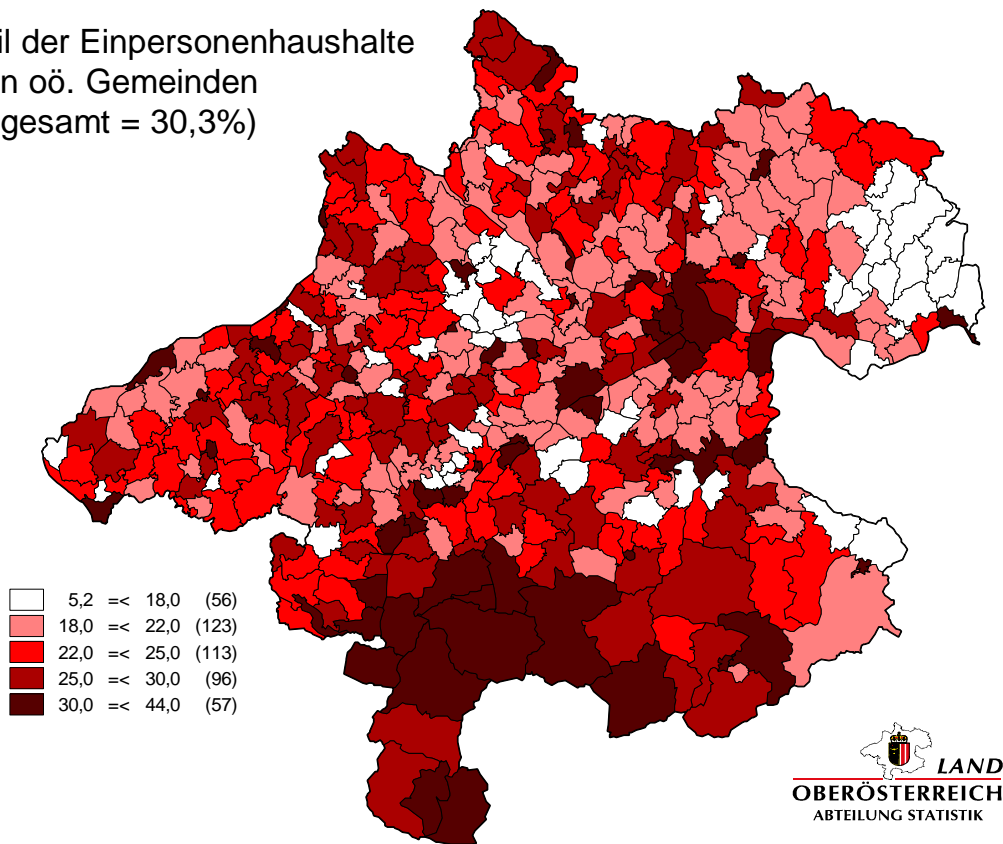 il der Einpersonenhaushalte
n oö. Gemeinden
gesamt = 30,3%)
5,2 =< 18,0 (56)
18,0 =< 22,0 (123)
22,0 =< 25,0 (113)
25,0 =< 30,0 (96)
30,0 =< 44,0 (57)
LAND
OBERÖSTERREICH
ABTEILUNG STATISTIK